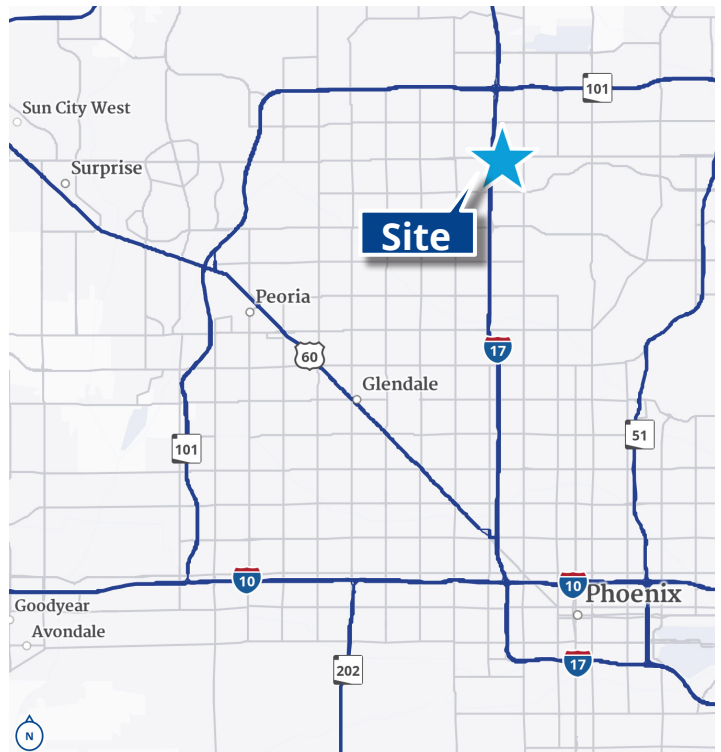 101
Sun City West
Surprise
Site
Peoria
60
17
Glendale
101
51
10
10
Phoenix
Goodyear
Avondale
202
17
N